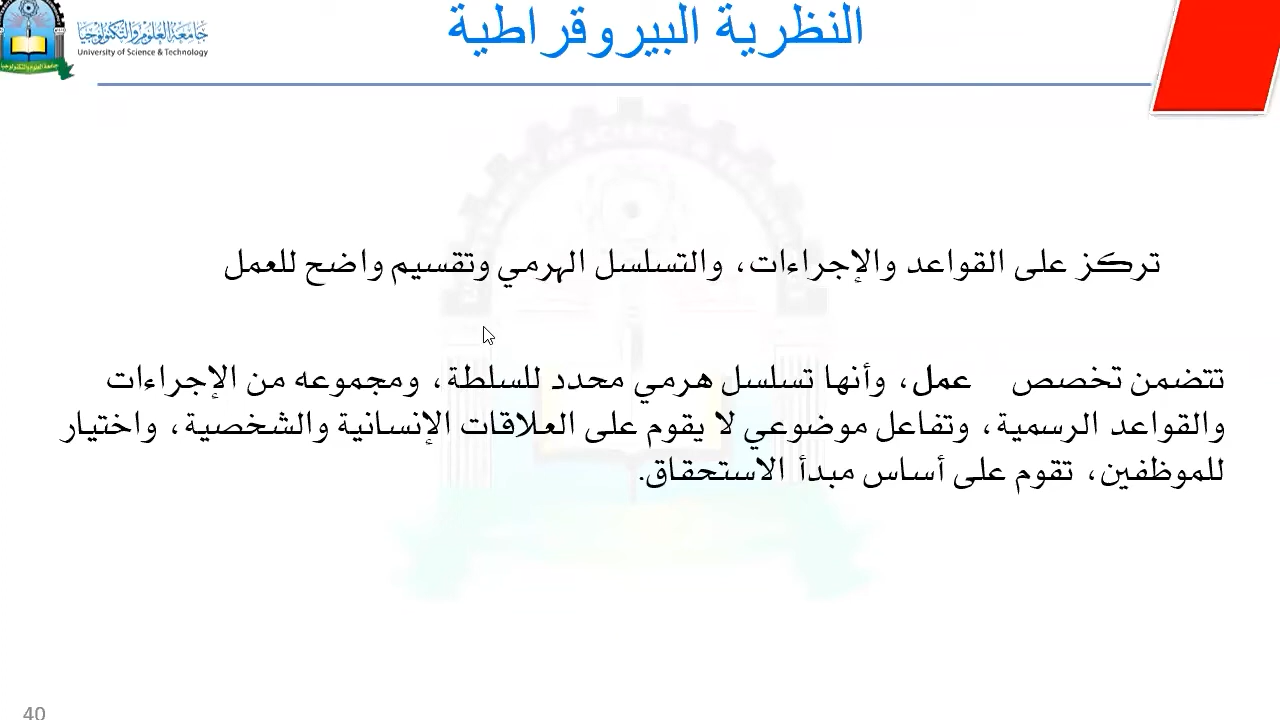 النظرية البيروقراطية
جامعة العلوم والتكنولوجيا
University of Science & Technology
تركز على القواعد والإجراءات، والتسلسل الهرمي وتقسيم واضح للعمل
تتضمن تخصص عمل، وأنها تسلسل هرمي محدد للسلطة، ومجموعه من الإجراءات
والقواعد الرسمية، وتفاعل موضوعي لا يقوم على العلاقات الإنسانية والشخصية، واختيار
للموظفين، تقوم على أساس مبدأ الاستحقاق.
40